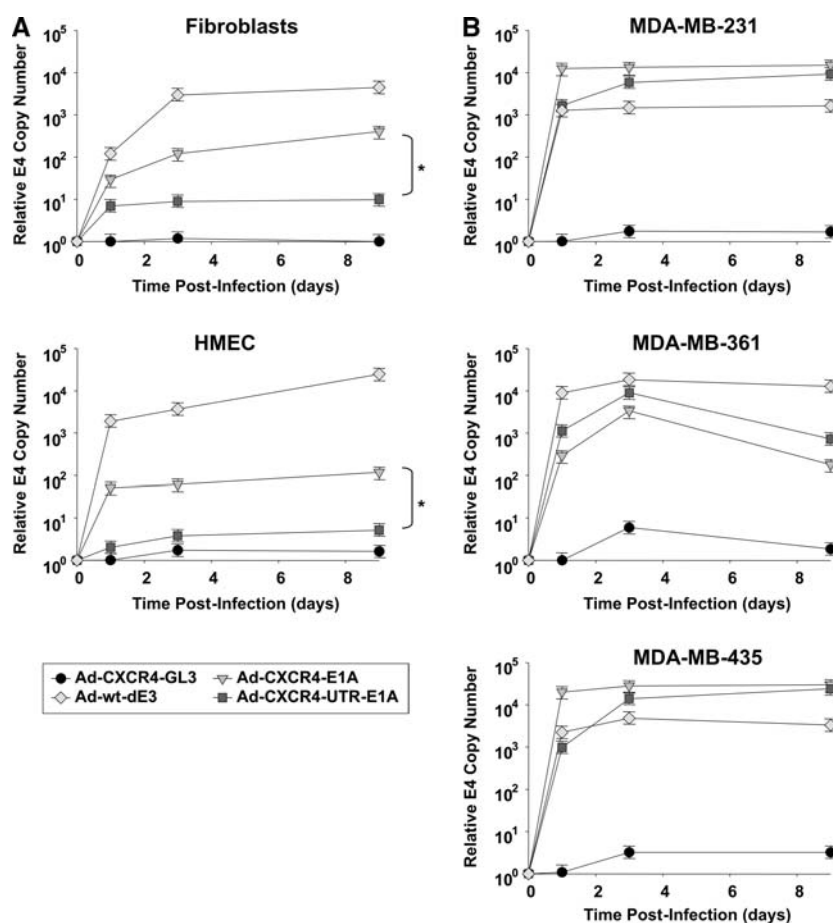 A
Fibroblasts
Relative E4 Copy Number
10^5
10^4
10^3
10^2
10^1
10^0
*
0 2 4 6 8
Time Post-Infection (days)
HMEC
Relative E4 Copy Number
10^5
10^4
10^3
10^2
10^1
10^0
*
0 2 4 6 8
Time Post-Infection (days)
Ad-CXCR4-GL3 Ad-CXCR4-E1A
Ad-wt-dE3 Ad-CXCR4-UTR-E1A
B
MDA-MB-231
Relative E4 Copy Number
10^5
10^4
10^3
10^2
10^1
10^0
0 2 4 6 8
Time Post-Infection (days)
MDA-MB-361
Relative E4 Copy Number
10^5
10^4
10^3
10^2
10^1
10^0
0 2 4 6 8
Time Post-Infection (days)
MDA-MB-435
Relative E4 Copy Number
10^5
10^4
10^3
10^2
10^1
10^0
0 2 4 6 8
Time Post-Infection (days)